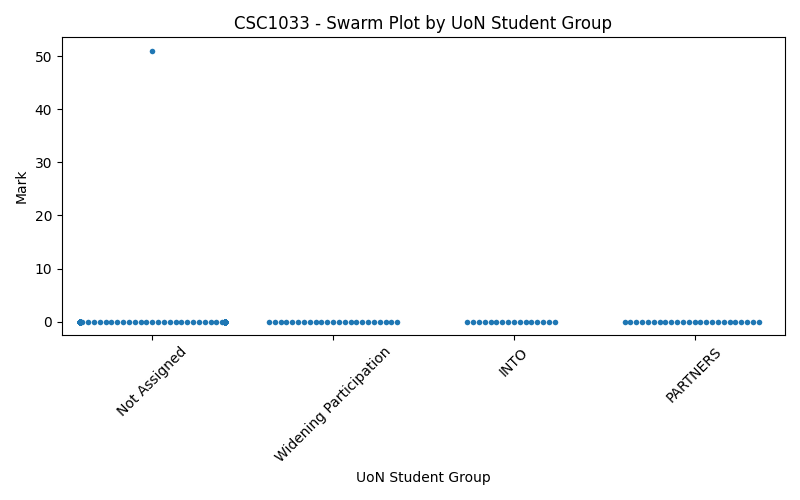 CSC1033 - Swarm Plot by UoN Student Group
Mark
50
40
30
20
10
0
Not Assigned
Widening Participation
INTO
PARTNERS
UoN Student Group